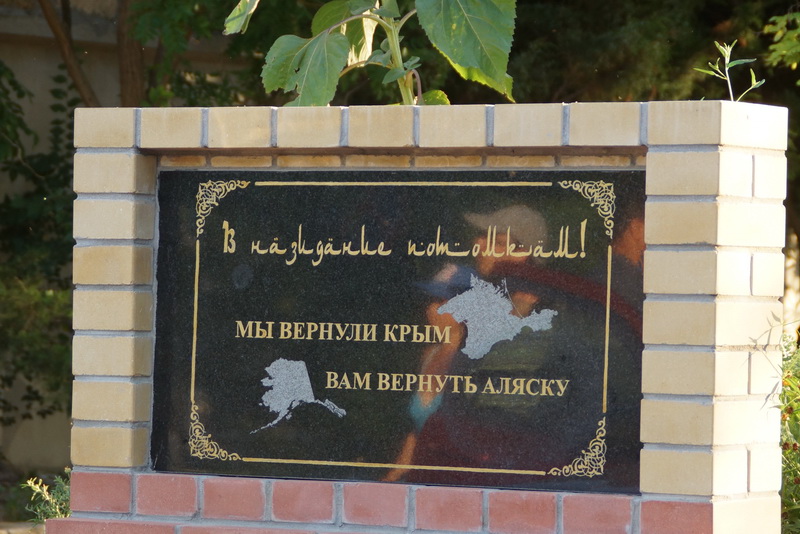 В назидание потомкам!
МЫ ВЕРНУЛИ КРЫМ
ВАМ ВЕРНУТЬ АЛЯСКУ